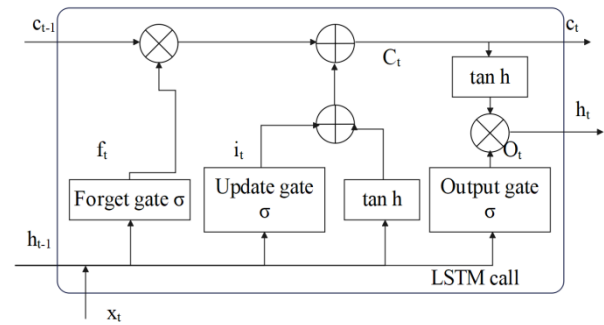 c_{t-1}
c_t
C_t
tan h
h_t
f_t
i_t
O_t
Forget gate σ
Update gate
σ
tan h
Output gate
σ
h_{t-1}
LSTM call
x_t